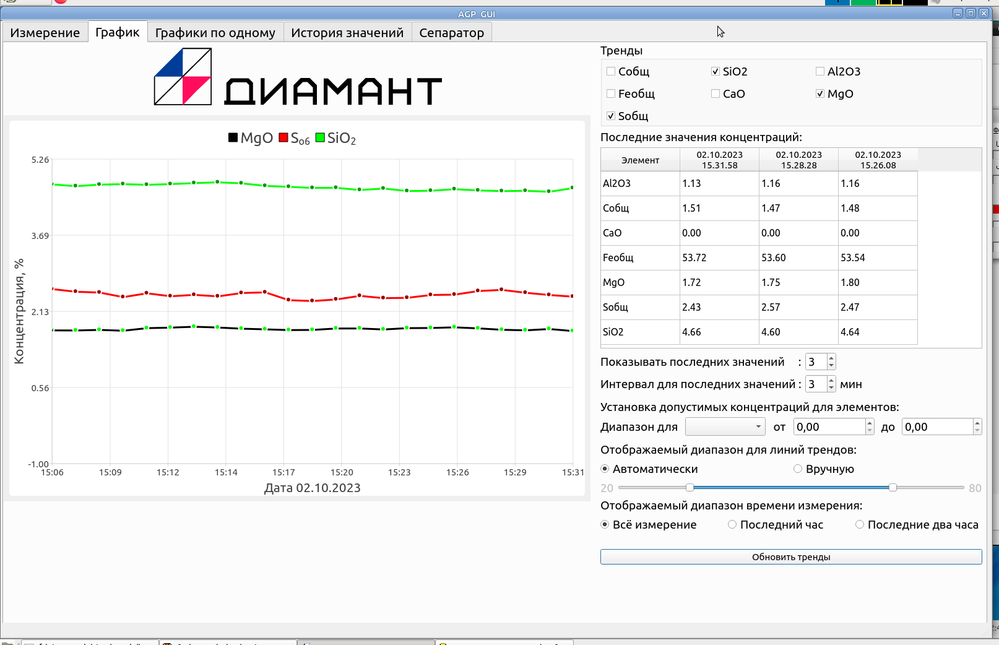 AGP_GUI
Измерение График Графики по одному История значений Сепаратор
ДИАМАНТ
MgO Sоб SiO2
5.26
3.69
2.13
0.56
-1.00
Концентрация, %
15:06 15:09 15:12 15:14 15:17 15:20 15:23 15:26 15:29 15:31
Дата 02.10.2023
Тренды
Cобщ SiO2 Al2O3
Feобщ CaO MgO
Sобщ
Последние значения концентраций:
Элемент 02.10.2023 15.31.58 02.10.2023 15.28.28 02.10.2023 15.26.08
Al2O3 1.13 1.16 1.16
Cобщ 1.51 1.47 1.48
CaO 0.00 0.00 0.00
Feобщ 53.72 53.60 53.54
MgO 1.72 1.75 1.80
Sобщ 2.43 2.57 2.47
SiO2 4.66 4.60 4.64
Показывать последних значений : 3
Интервал для последних значений : 3 мин
Установка допустимых концентраций для элементов:
Диапазон для от 0,00 до 0,00
Отображаемый диапазон для линий трендов:
Автоматически Вручную
20 80
Отображаемый диапазон времени измерения:
Всё измерение Последний час Последние два часа
Обновить тренды